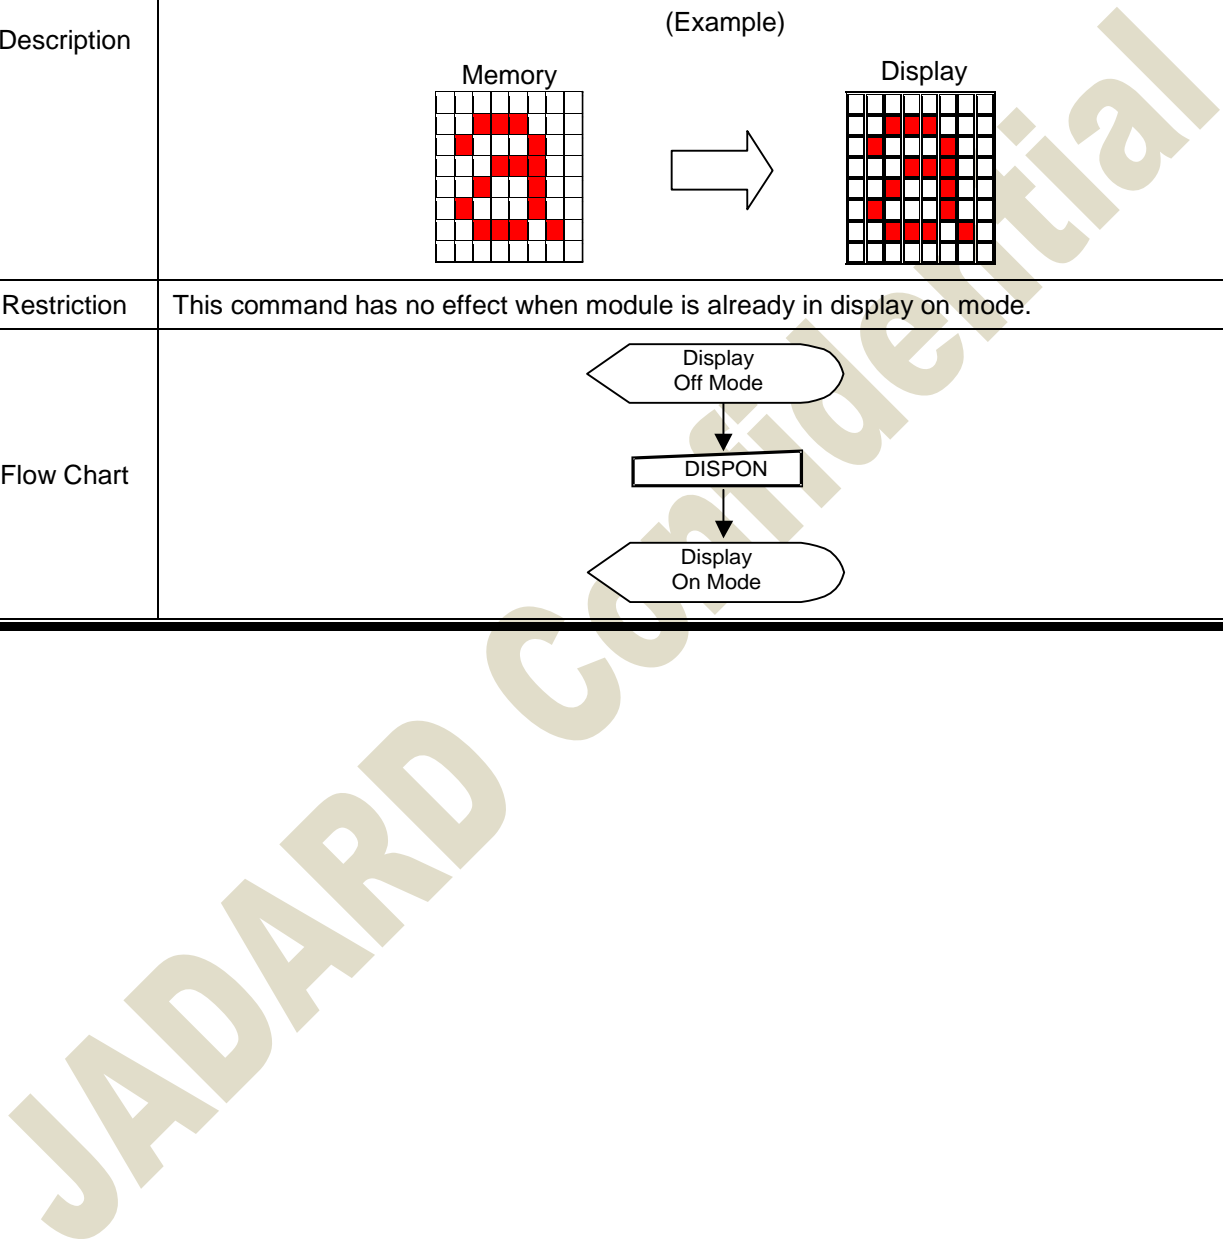 Description
(Example)
Memory
Display
Restriction
This command has no effect when module is already in display on mode.
Flow Chart
Display
Off Mode
DISPON
Display
On Mode
JADARD Confidential